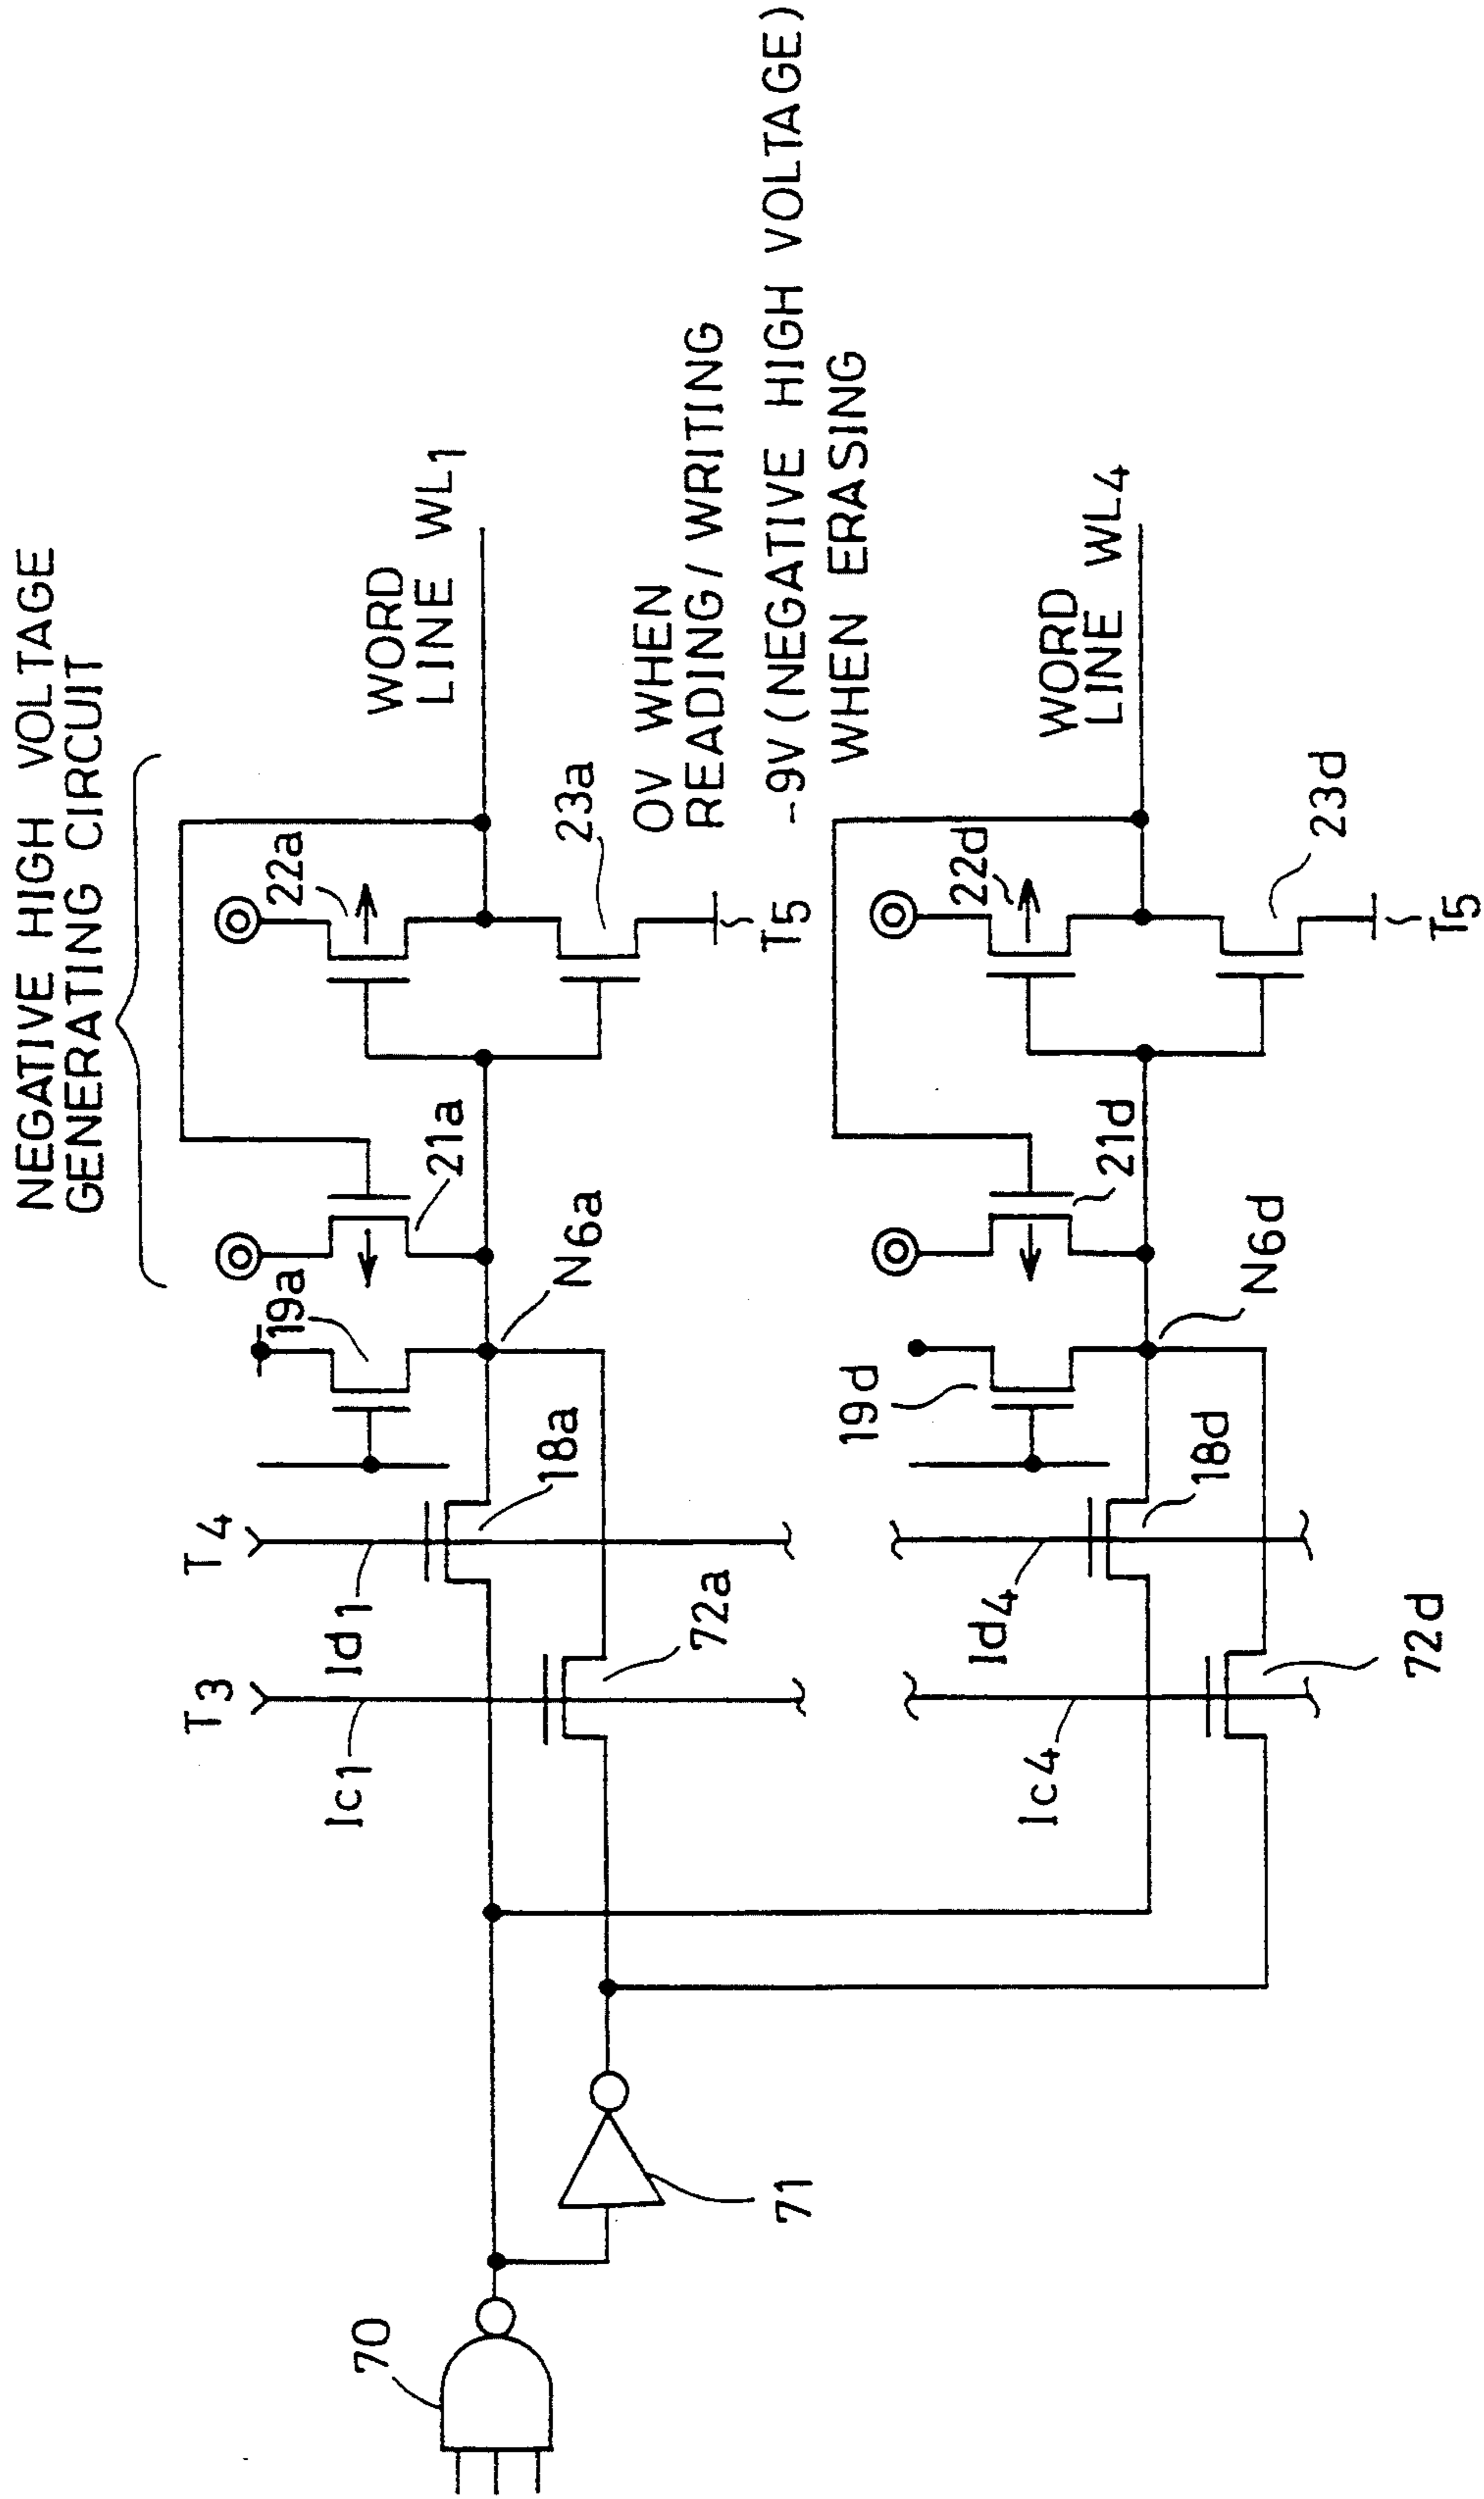 NEGATIVE HIGH VOLTAGE
GENERATING CIRCUIT
T3
T4
Ic1
Id1
19a
22a
21a
WORD
LINE WL1
70
18a
N6a
23a
72a
71
T5
0V WHEN
READING/WRITING
-9V (NEGATIVE HIGH VOLTAGE)
WHEN ERASING
19d
22d
WORD
LINE WL4
Ic4
Id4
21d
18d
N6d
23d
72d
T5